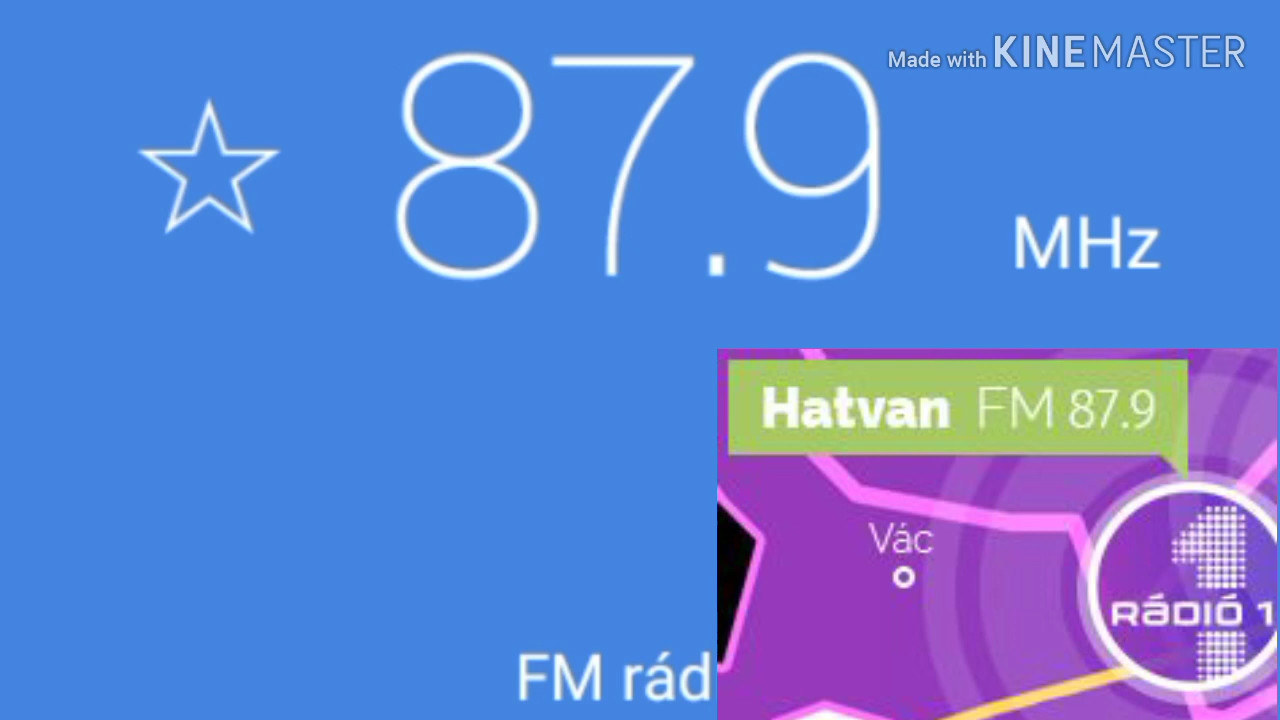 Made with KINEMASTER
87.9 MHz
Hatvan FM 87.9
Vác
RÁDIÓ 1
FM rád